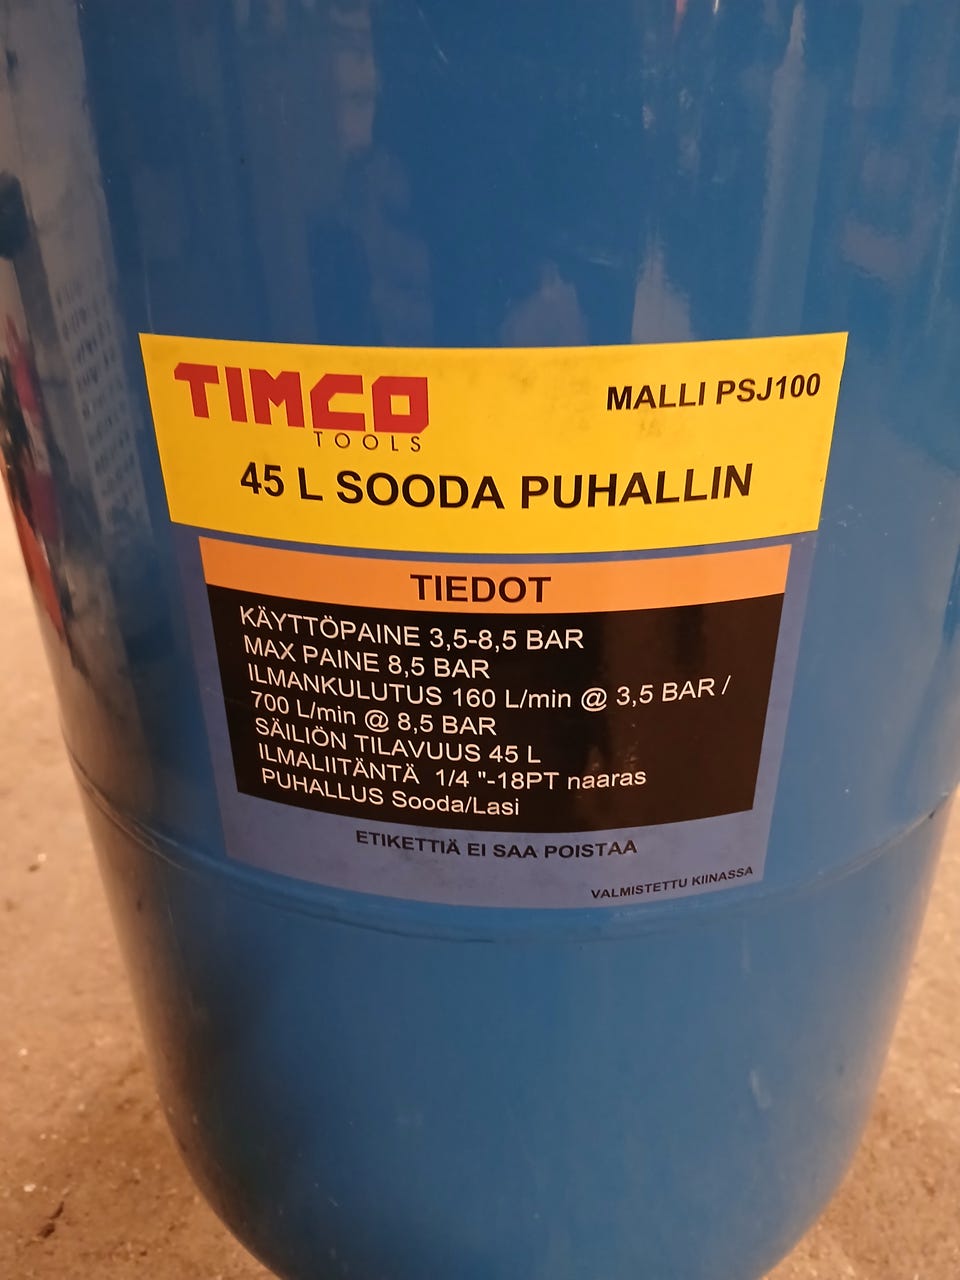 TIMCO
TOOLS
MALLI PSJ100
45 L SOODA PUHALLIN
TIEDOT
KÄYTTÖPAINE 3,5-8,5 BAR
MAX PAINE 8,5 BAR
ILMANKULUTUS 160 L/min @ 3,5 BAR /
700 L/min @ 8,5 BAR
SÄILIÖN TILAVUUS 45 L
ILMALIITÄNTÄ 1/4 "-18PT naaras
PUHALLUS Sooda/Lasi
ETIKETTIÄ EI SAA POISTAA
VALMISTETTU KIINASSA